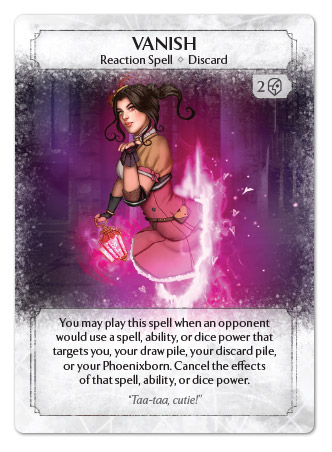 VANISH
Reaction Spell ◇ Discard
2
You may play this spell when an opponent
would use a spell, ability, or dice power that
targets you, your draw pile, your discard pile,
or your Phoenixborn. Cancel the effects
of that spell, ability, or dice power.
“Taa-taa, cutie!”